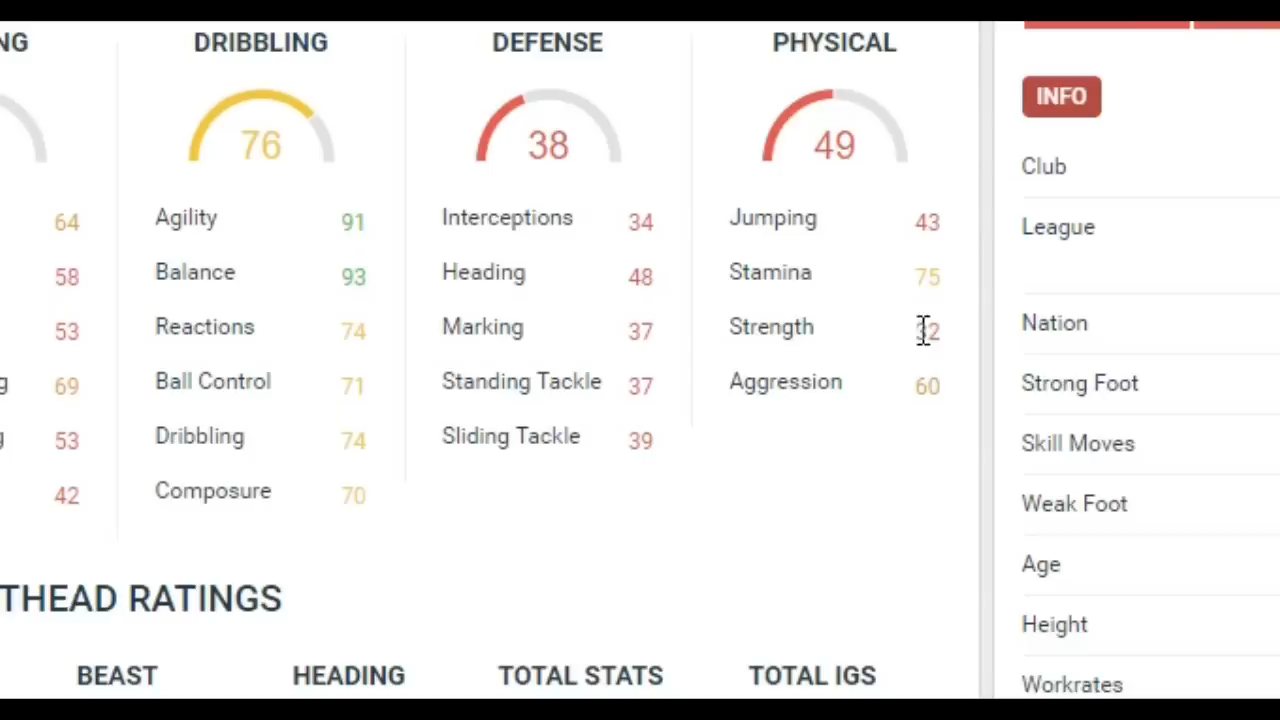 NG DRIBBLING DEFENSE PHYSICAL
INFO
76 38 49
Club
64 Agility 91 Interceptions 34 Jumping 43
League
58 Balance 93 Heading 48 Stamina 75
53 Reactions 74 Marking 37 Strength 32
Nation
g 69 Ball Control 71 Standing Tackle 37 Aggression 60
Strong Foot
g 53 Dribbling 74 Sliding Tackle 39
Skill Moves
42 Composure 70
Weak Foot
Age
THEAD RATINGS
Height
BEAST HEADING TOTAL STATS TOTAL IGS
Workrates